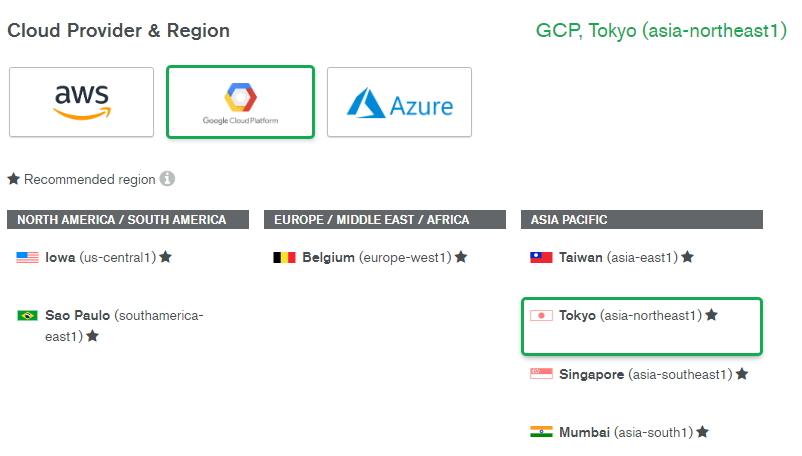 Cloud Provider & Region
GCP, Tokyo (asia-northeast1)
aws
Google Cloud Platform
Azure
★ Recommended region i
NORTH AMERICA / SOUTH AMERICA
Iowa (us-central1) ★
Sao Paulo (southamerica-
east1) ★
EUROPE / MIDDLE EAST / AFRICA
Belgium (europe-west1) ★
ASIA PACIFIC
Taiwan (asia-east1) ★
Tokyo (asia-northeast1) ★
Singapore (asia-southeast1) ★
Mumbai (asia-south1) ★